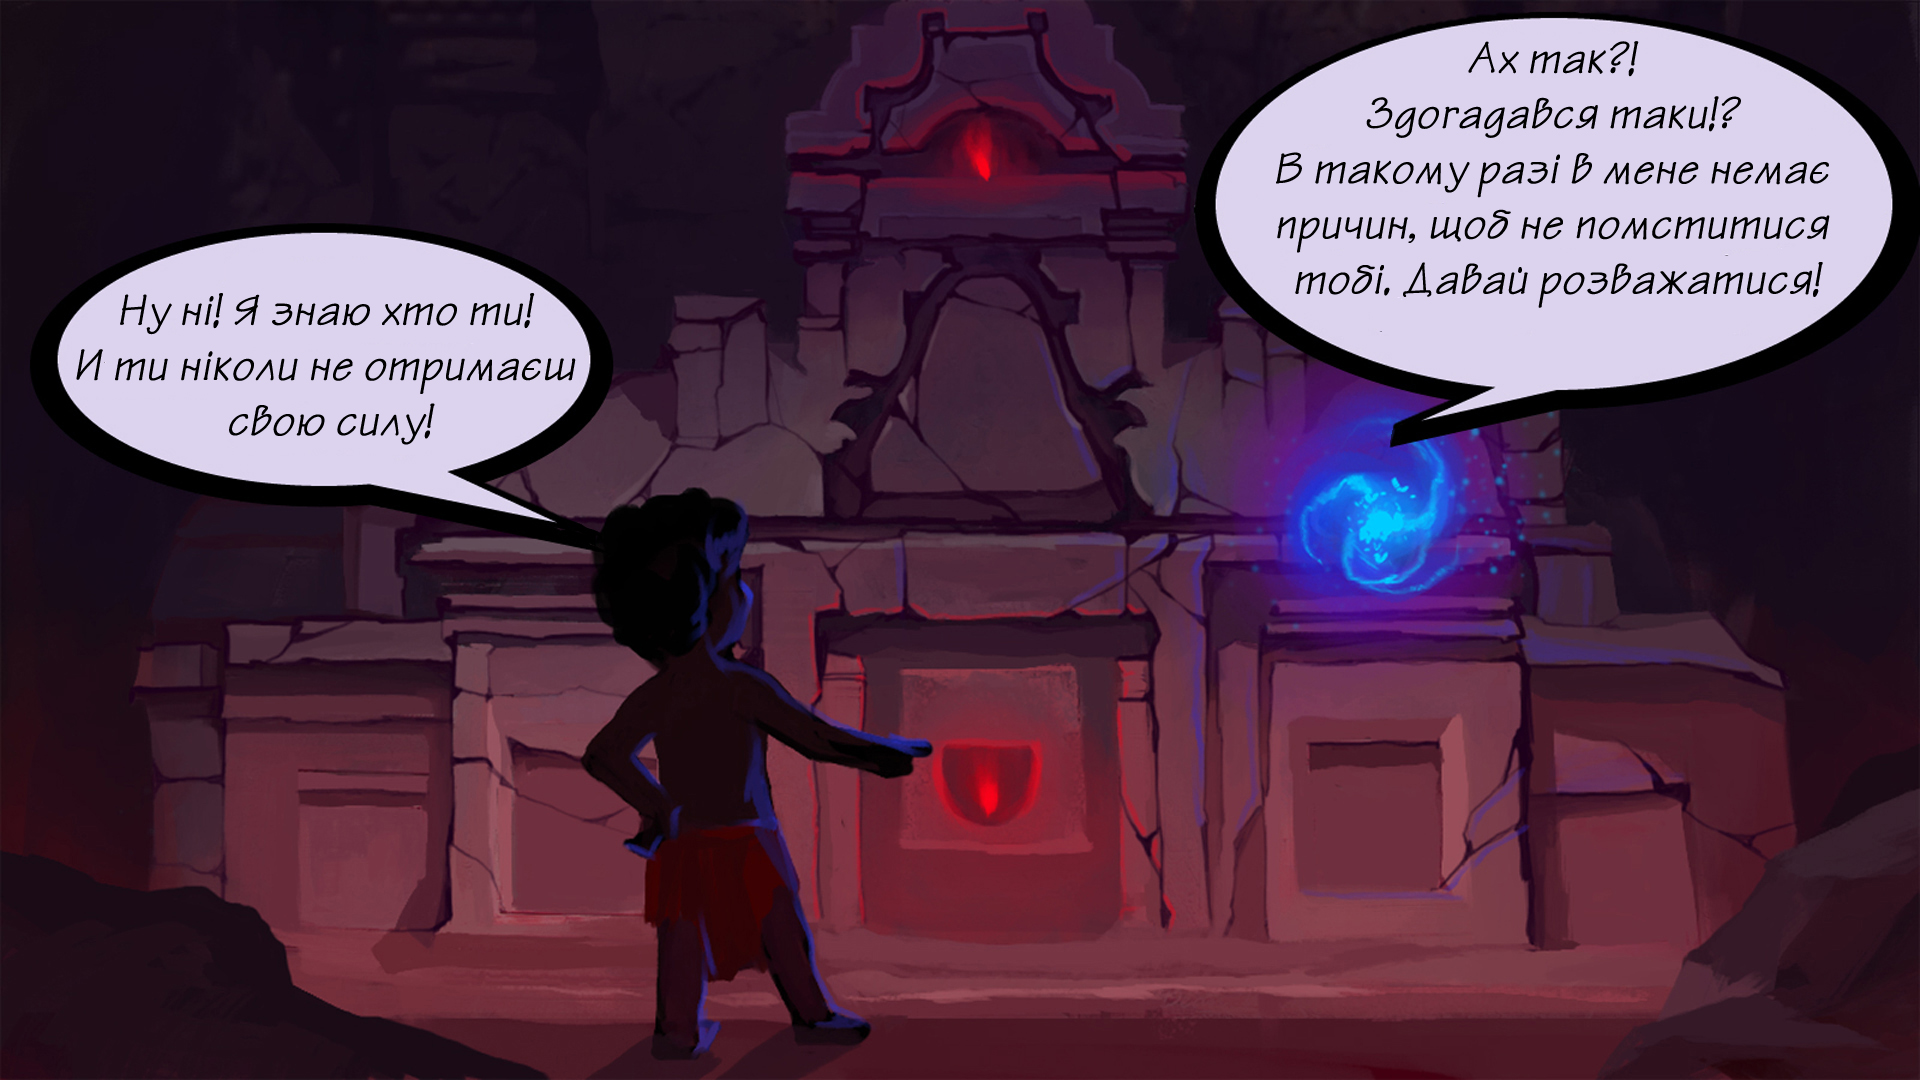 Ну ні! Я знаю хто ти!
И ти ніколи не отримаєш
свою силу!
Ах так?!
Здогадався таки!?
В такому разі в мене немає
причин, щоб не помститися
тобі. Давай розважатися!